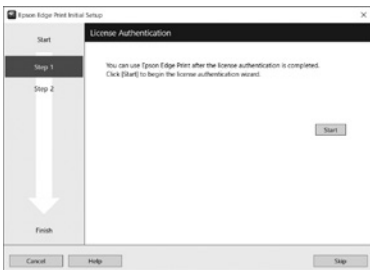 Epson Edge Print Initial Setup
Start
License Authentication
Step 1
You can use Epson Edge Print after the license authentication is completed.
Click [Start] to begin the license authentication wizard.
Step 2
Start
Finish
Cancel
Help
Skip